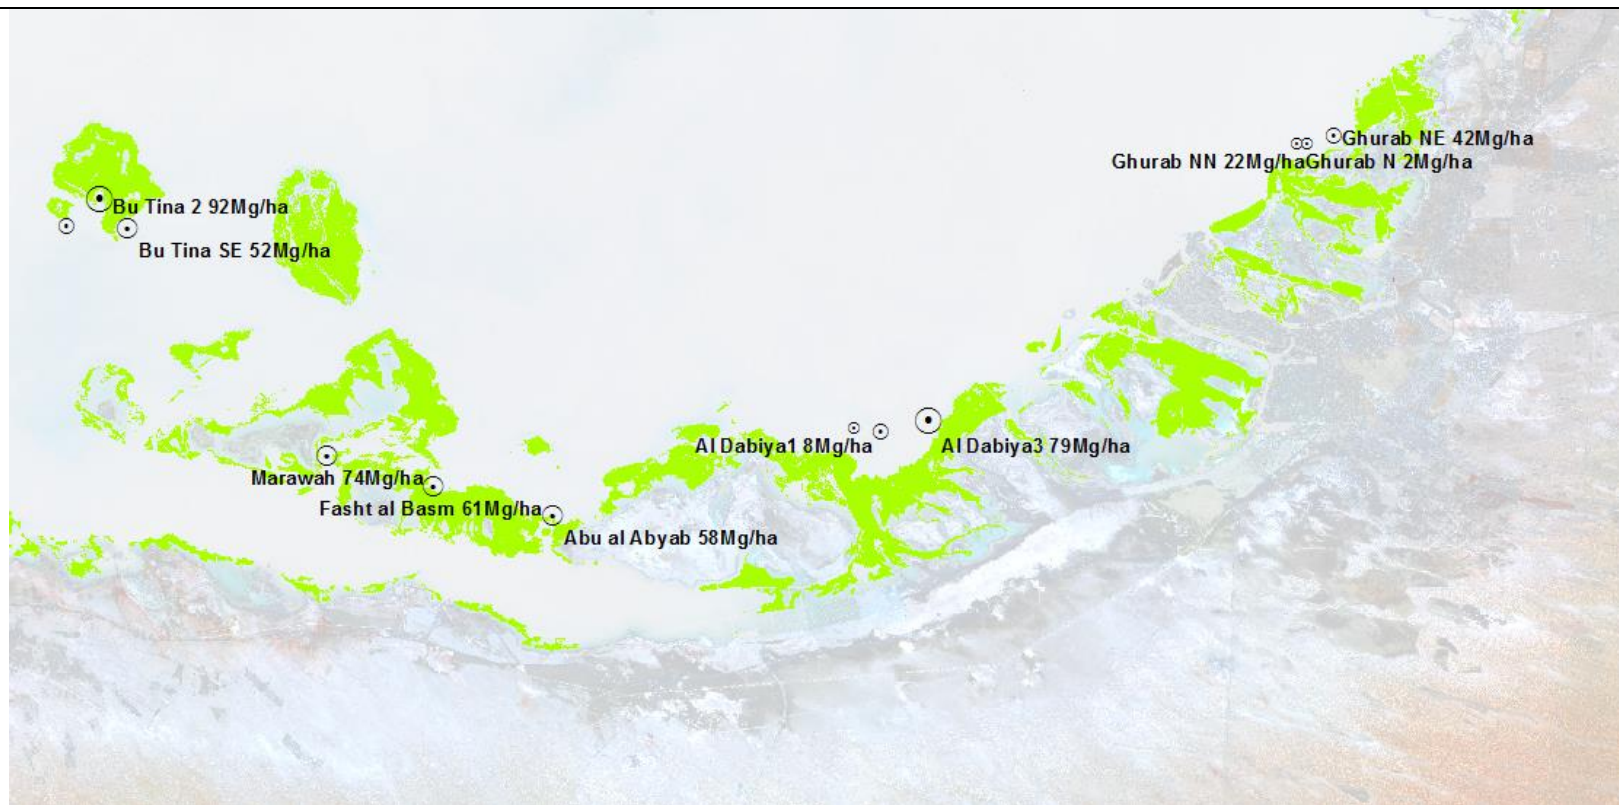 Ghurab NE 42Mg/ha
Ghurab NN 22Mg/haGhurab N 2Mg/ha
Bu Tina 2 92Mg/ha
Bu Tina SE 52Mg/ha
Al Dabiya1 8Mg/ha
Al Dabiya3 79Mg/ha
Marawah 74Mg/ha
Fasht al Basm 61Mg/ha
Abu al Abyab 58Mg/ha